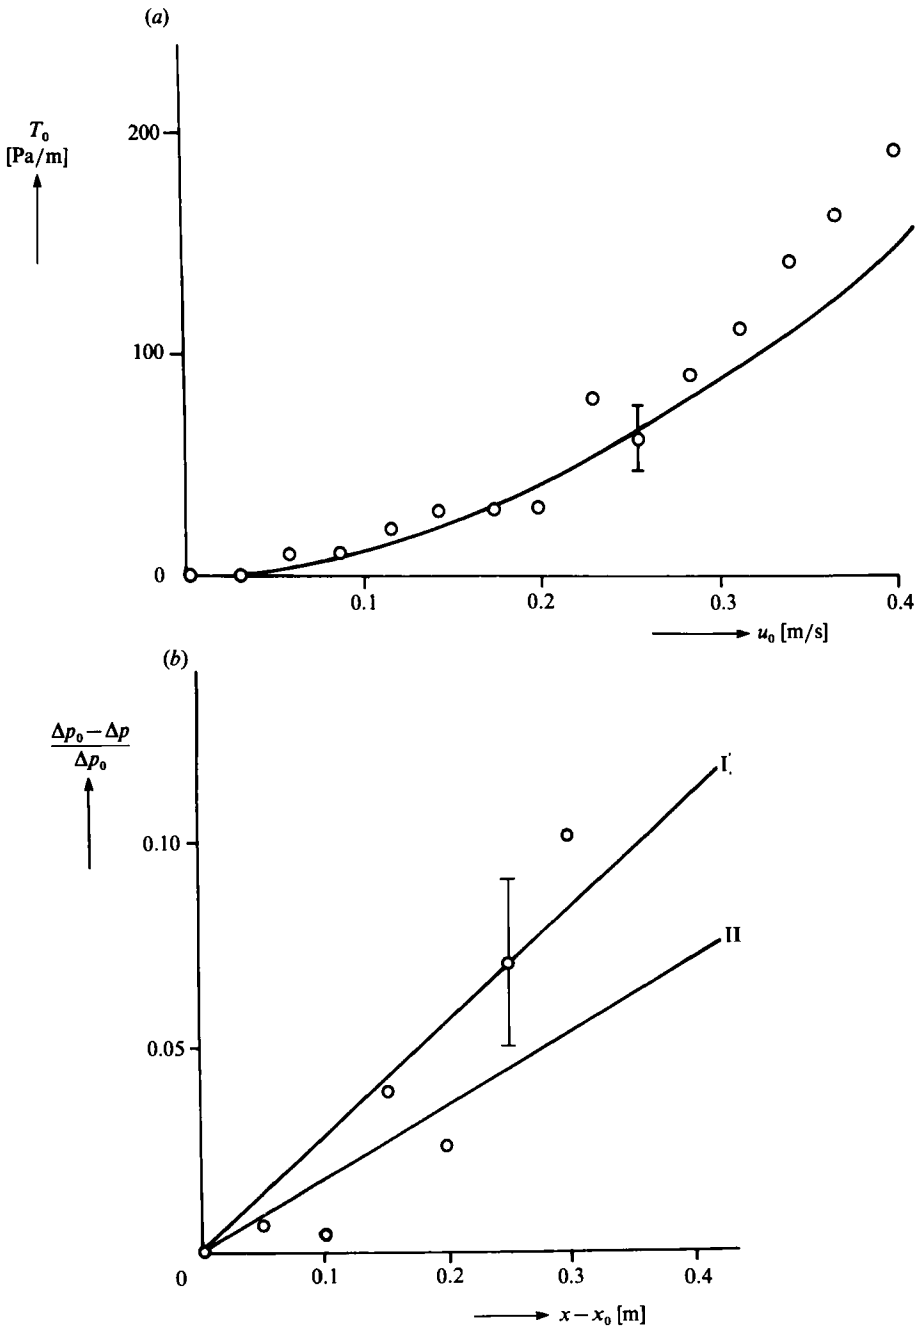 (a)
T₀
[Pa/m]
200
100
0
0.1
0.2
0.3
0.4
u₀ [m/s]
(b)
Δp₀ − Δp
Δp₀
I
0.10
II
0.05
0
0.1
0.2
0.3
0.4
x − x₀ [m]